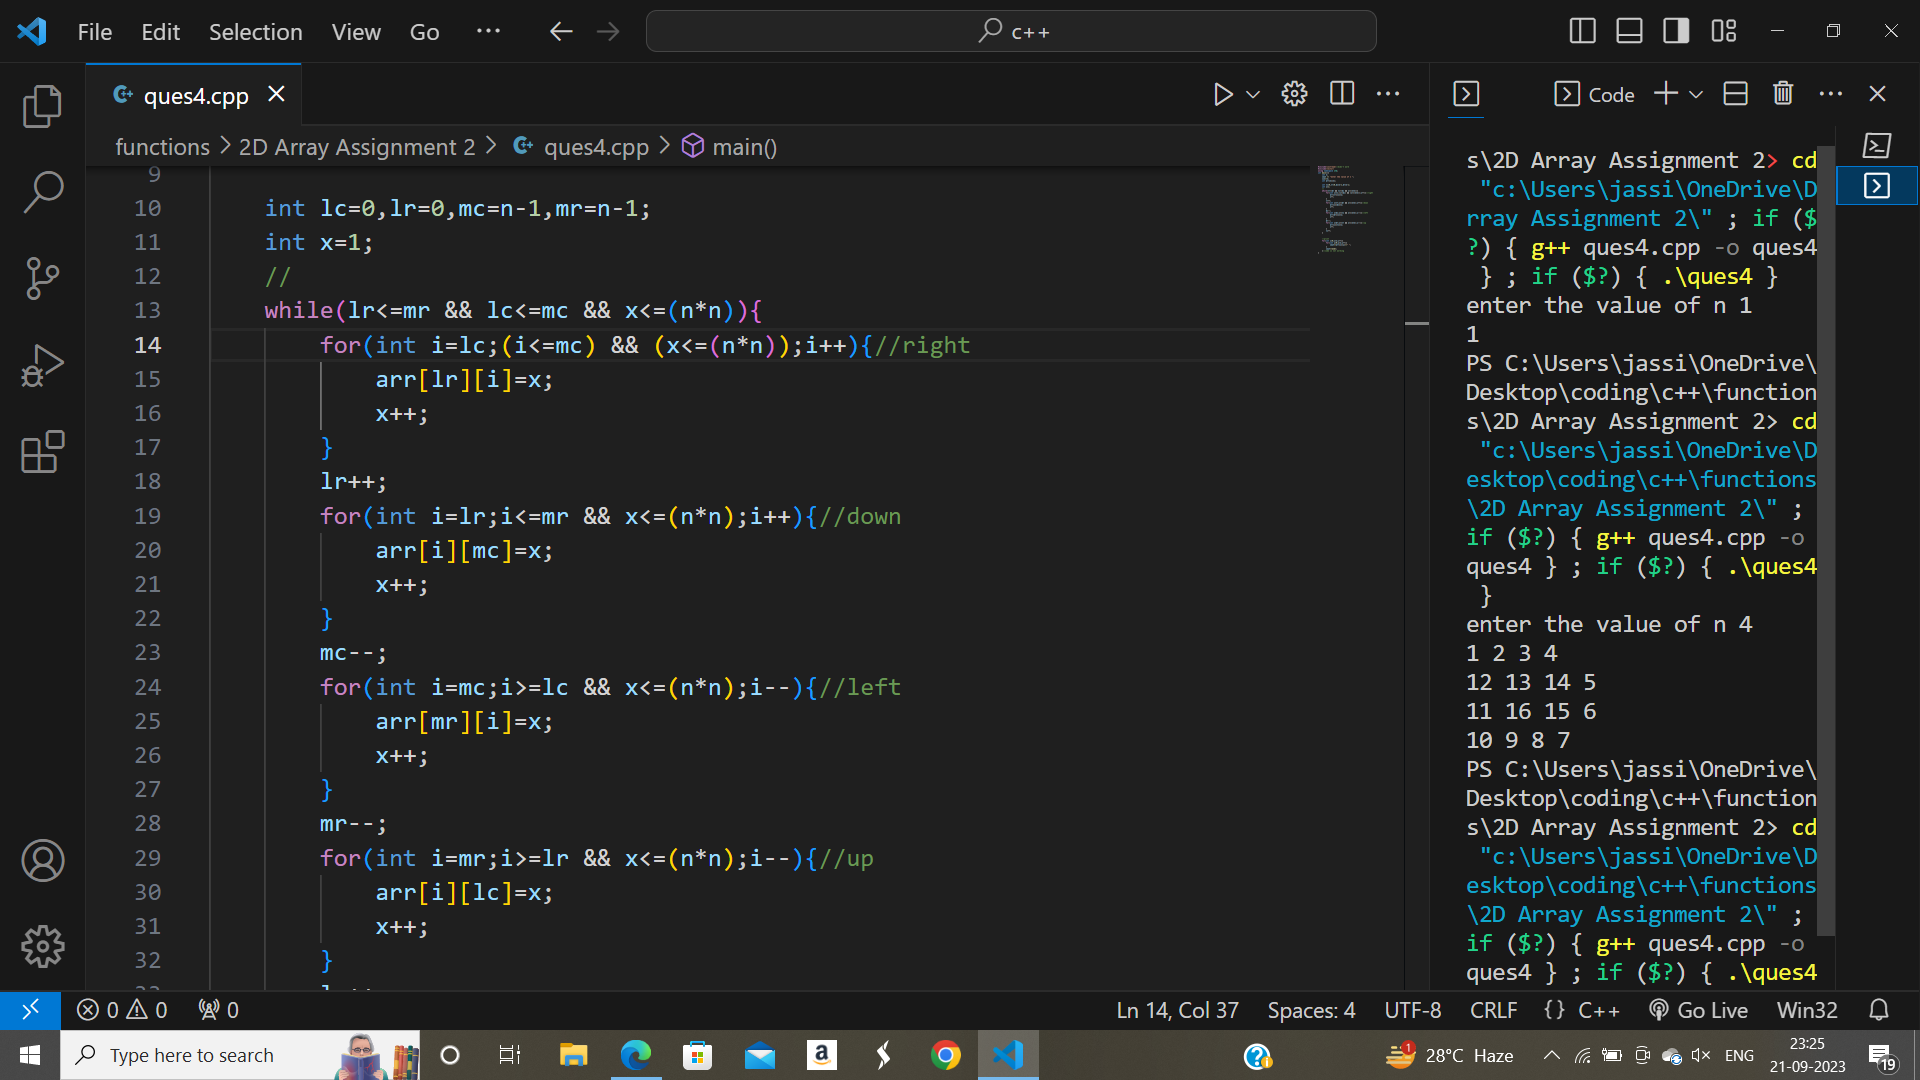 File Edit Selection View Go ··· c++
ques4.cpp
functions > 2D Array Assignment 2 > ques4.cpp > main()
9
10 int lc=0,lr=0,mc=n-1,mr=n-1;
11 int x=1;
12 //
13 while(lr<=mr && lc<=mc && x<=(n*n)){
14 for(int i=lc;(i<=mc) && (x<=(n*n));i++){//right
15 arr[lr][i]=x;
16 x++;
17 }
18 lr++;
19 for(int i=lr;i<=mr && x<=(n*n);i++){//down
20 arr[i][mc]=x;
21 x++;
22 }
23 mc--;
24 for(int i=mc;i>=lc && x<=(n*n);i--){//left
25 arr[mr][i]=x;
26 x++;
27 }
28 mr--;
29 for(int i=mr;i>=lr && x<=(n*n);i--){//up
30 arr[i][lc]=x;
31 x++;
32 }
Code
s\2D Array Assignment 2> cd
"c:\Users\jassi\OneDrive\D
rray Assignment 2\" ; if ($
?) { g++ ques4.cpp -o ques4
} ; if ($?) { .\ques4 }
enter the value of n 1
1
PS C:\Users\jassi\OneDrive\
Desktop\coding\c++\function
s\2D Array Assignment 2> cd
"c:\Users\jassi\OneDrive\D
esktop\coding\c++\functions
\2D Array Assignment 2\" ;
if ($?) { g++ ques4.cpp -o
ques4 } ; if ($?) { .\ques4
}
enter the value of n 4
1 2 3 4
12 13 14 5
11 16 15 6
10 9 8 7
PS C:\Users\jassi\OneDrive\
Desktop\coding\c++\function
s\2D Array Assignment 2> cd
"c:\Users\jassi\OneDrive\D
esktop\coding\c++\functions
\2D Array Assignment 2\" ;
if ($?) { g++ ques4.cpp -o
ques4 } ; if ($?) { .\ques4
0 0 0 Ln 14, Col 37 Spaces: 4 UTF-8 CRLF {} C++ Go Live Win32
Type here to search 1 28°C Haze ENG 23:25
21-09-2023 19